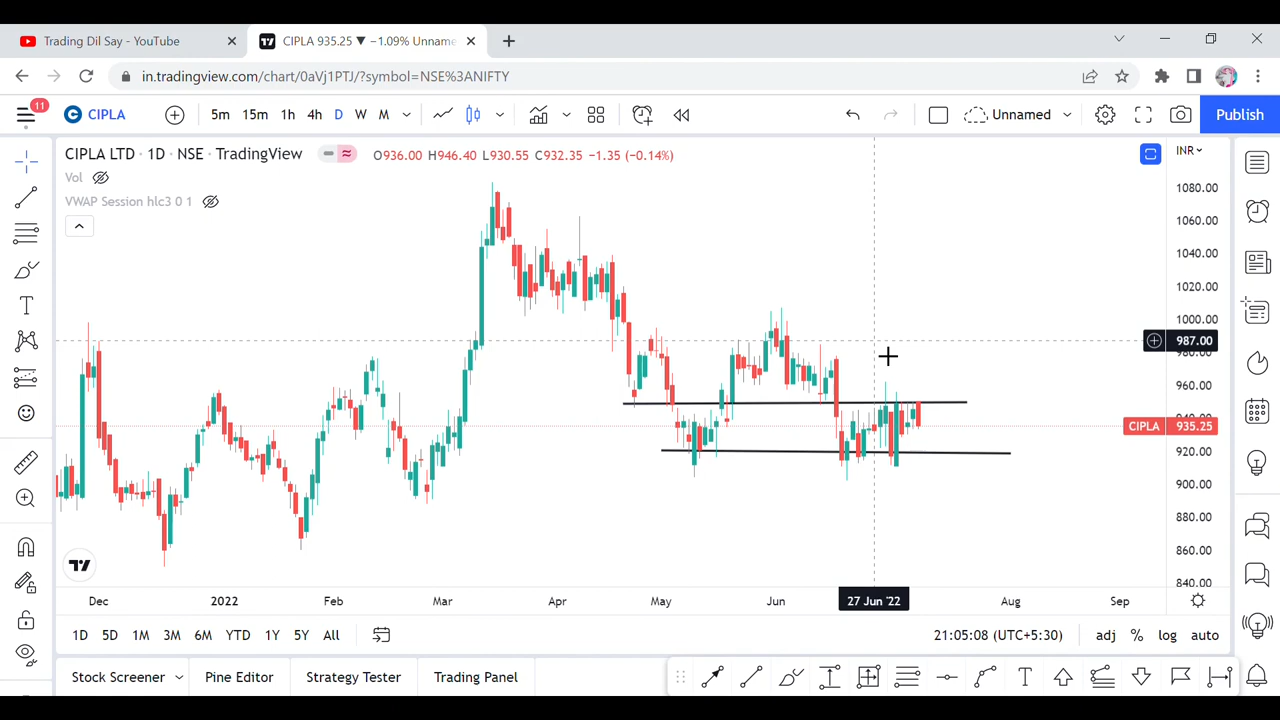 Trading Dil Say - YouTube
CIPLA 935.25 ▼ −1.09% Unname
in.tradingview.com/chart/0aVj1PTJ/?symbol=NSE%3ANIFTY
11
CIPLA
5m 15m 1h 4h D W M
Unnamed
Publish
CIPLA LTD · 1D · NSE · TradingView
O936.00 H946.40 L930.55 C932.35 −1.35 (−0.14%)
INR
Vol
VWAP Session hlc3 0 1
1080.00
1060.00
1040.00
1020.00
1000.00
987.00
980.00
960.00
940.00
CIPLA 935.25
920.00
900.00
880.00
860.00
840.00
Dec 2022 Feb Mar Apr May Jun 27 Jun '22 Aug Sep
1D 5D 1M 3M 6M YTD 1Y 5Y All
21:05:08 (UTC+5:30) adj % log auto
Stock Screener Pine Editor Strategy Tester Trading Panel